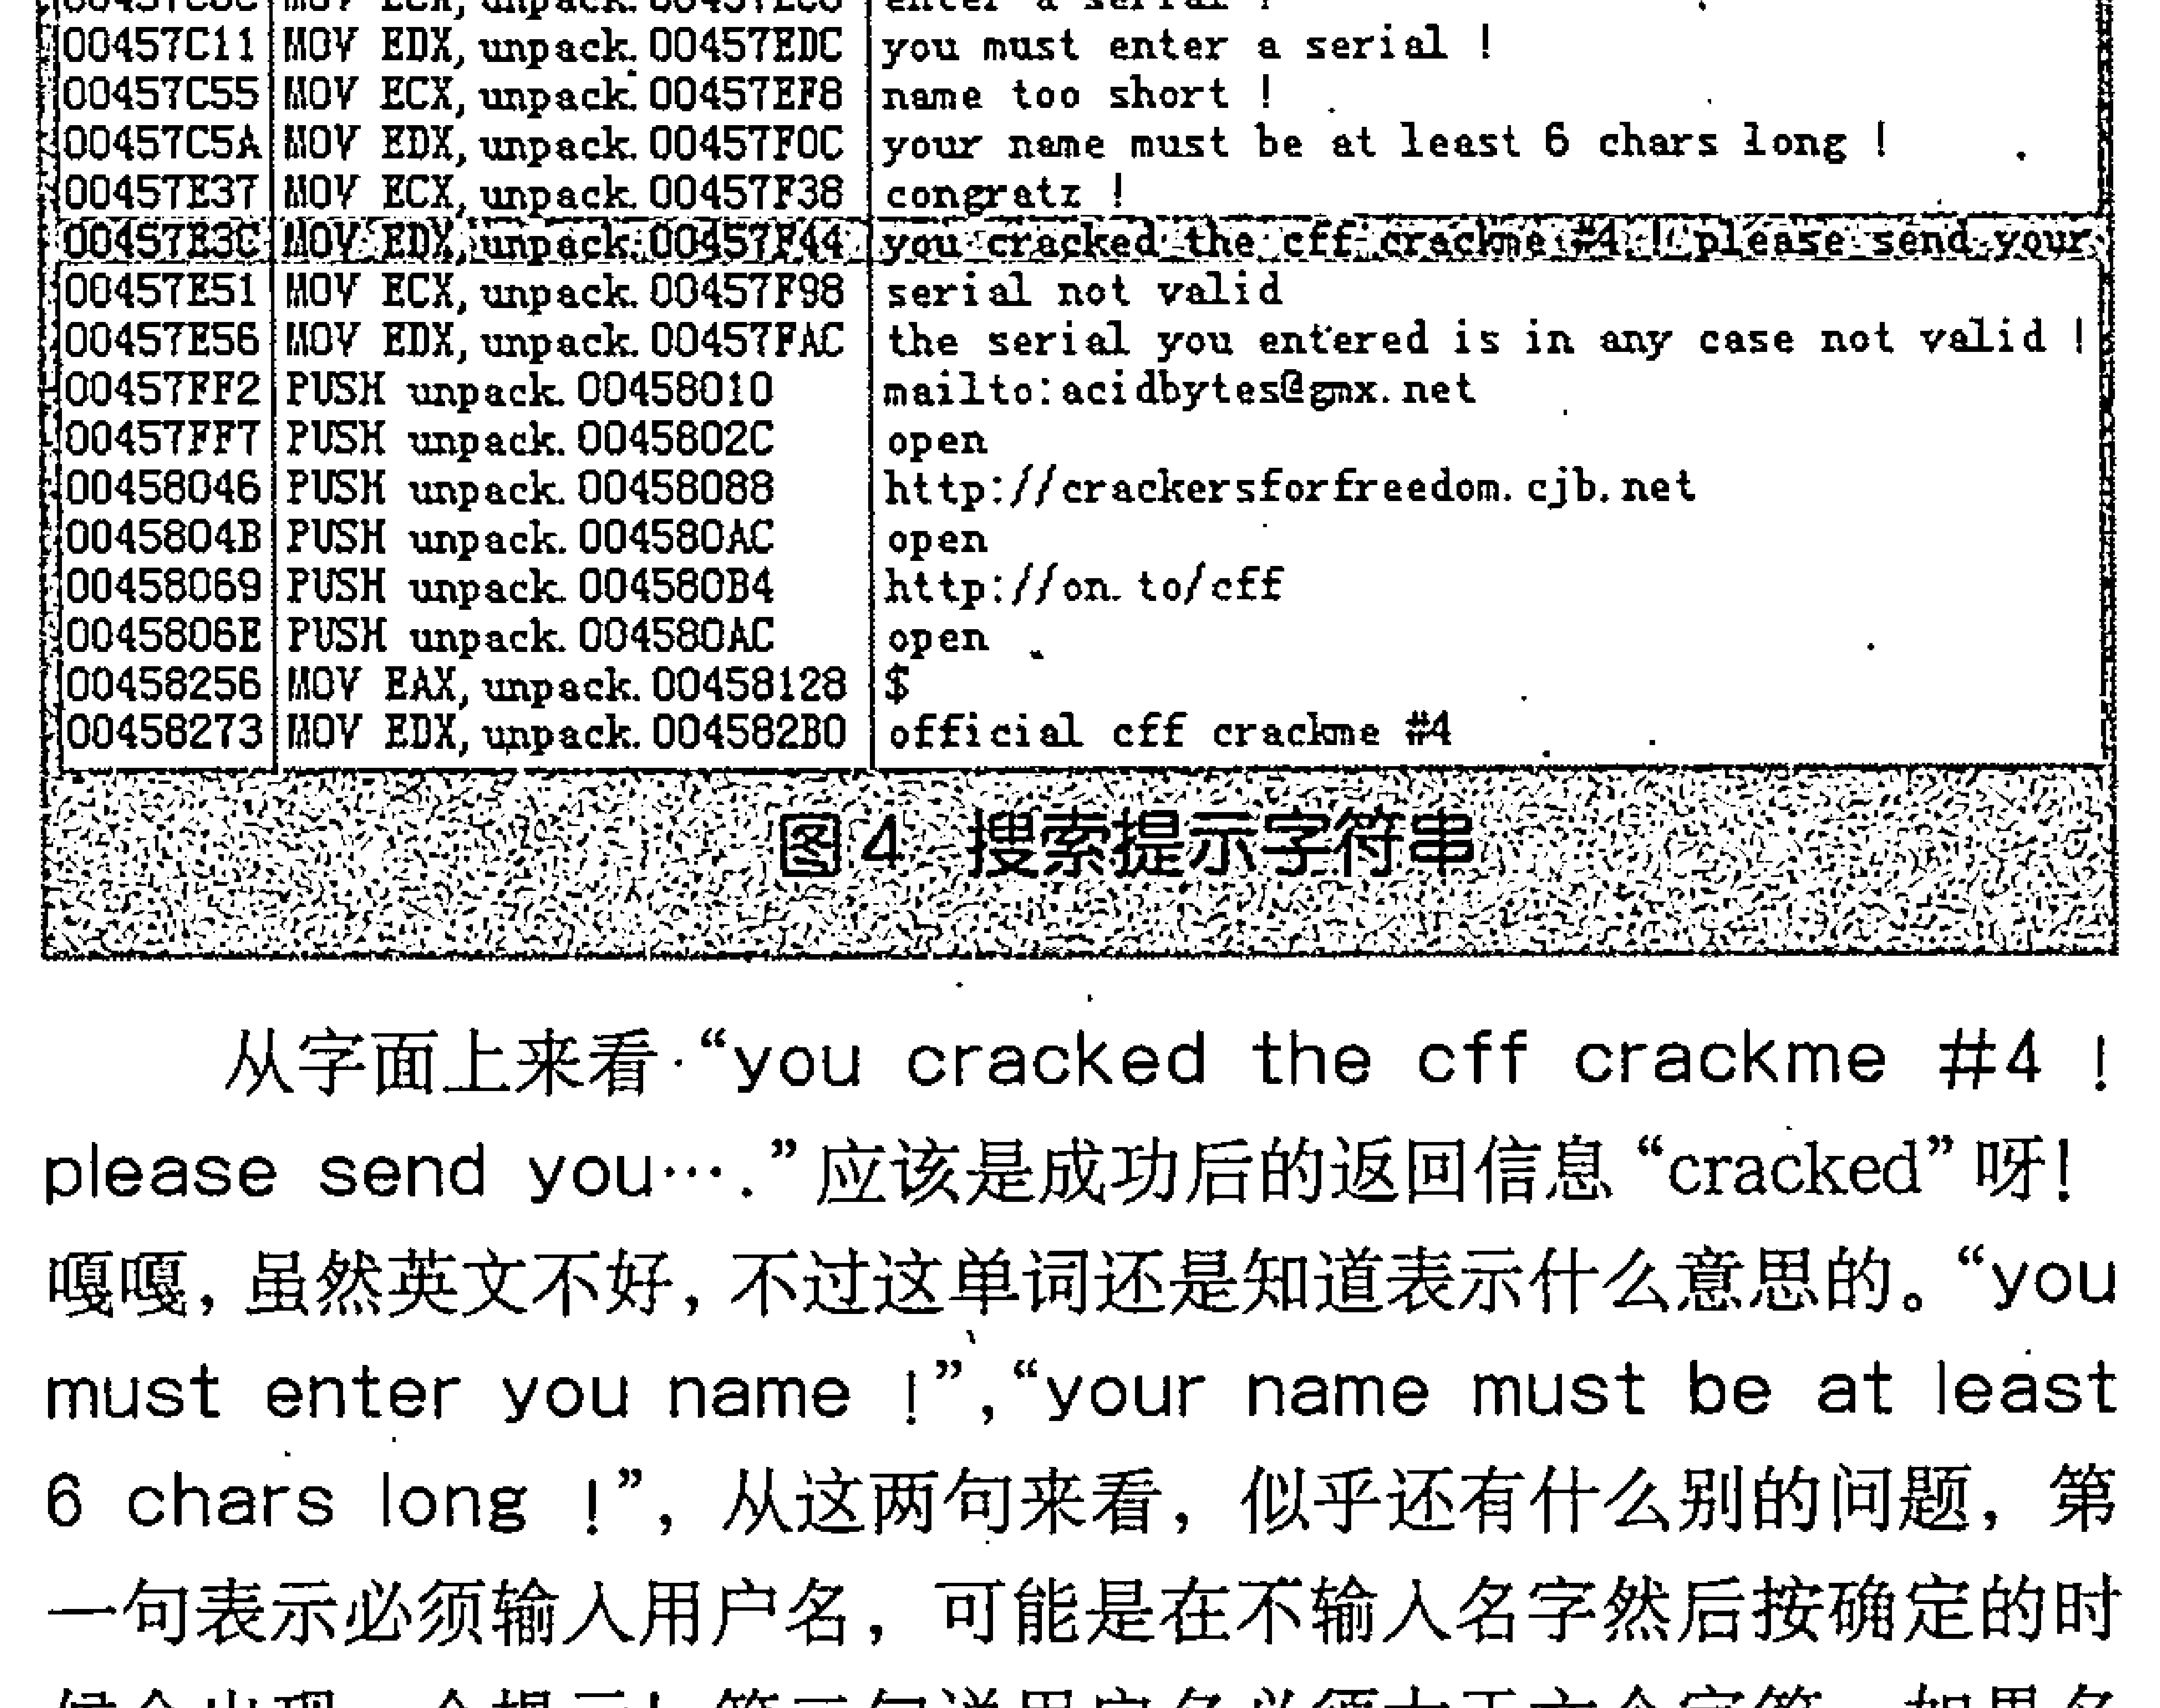 enter a serial !
00457C11 MOV EDX, unpack.00457EDC you must enter a serial !
00457C55 MOV ECX, unpack.00457EF8 name too short !
00457C5A MOV EDX, unpack.00457F0C your name must be at least 6 chars long !
00457E37 MOV ECX, unpack.00457F38 congratz !
00457E3C MOV EDX, unpack.00457F44 you cracked the cff crackme #4 ! please send your
00457E51 MOV ECX, unpack.00457F98 serial not valid
00457E56 MOV EDX, unpack.00457FAC the serial you entered is in any case not valid !
00457FF2 PUSH unpack.00458010 mailto:acidbytes@gmx.net
00457FF7 PUSH unpack.0045802C open
00458046 PUSH unpack.00458088 http://crackersforfreedom.cjb.net
0045804B PUSH unpack.004580AC open
00458069 PUSH unpack.004580B4 http://on.to/cff
0045806E PUSH unpack.004580AC open
00458256 MOV EAX, unpack.00458128 $
00458273 MOV EDX, unpack.004582B0 official cff crackme #4
图4 搜索提示字符串
从字面上来看“you cracked the cff crackme #4 !
please send you….”应该是成功后的返回信息“cracked”呀!
嘎嘎,虽然英文不好,不过这单词还是知道表示什么意思的。“you
must enter you name !”,“your name must be at least
6 chars long !”,从这两句来看,似乎还有什么别的问题,第
一句表示必须输入用户名,可能是在不输入名字然后按确定的时